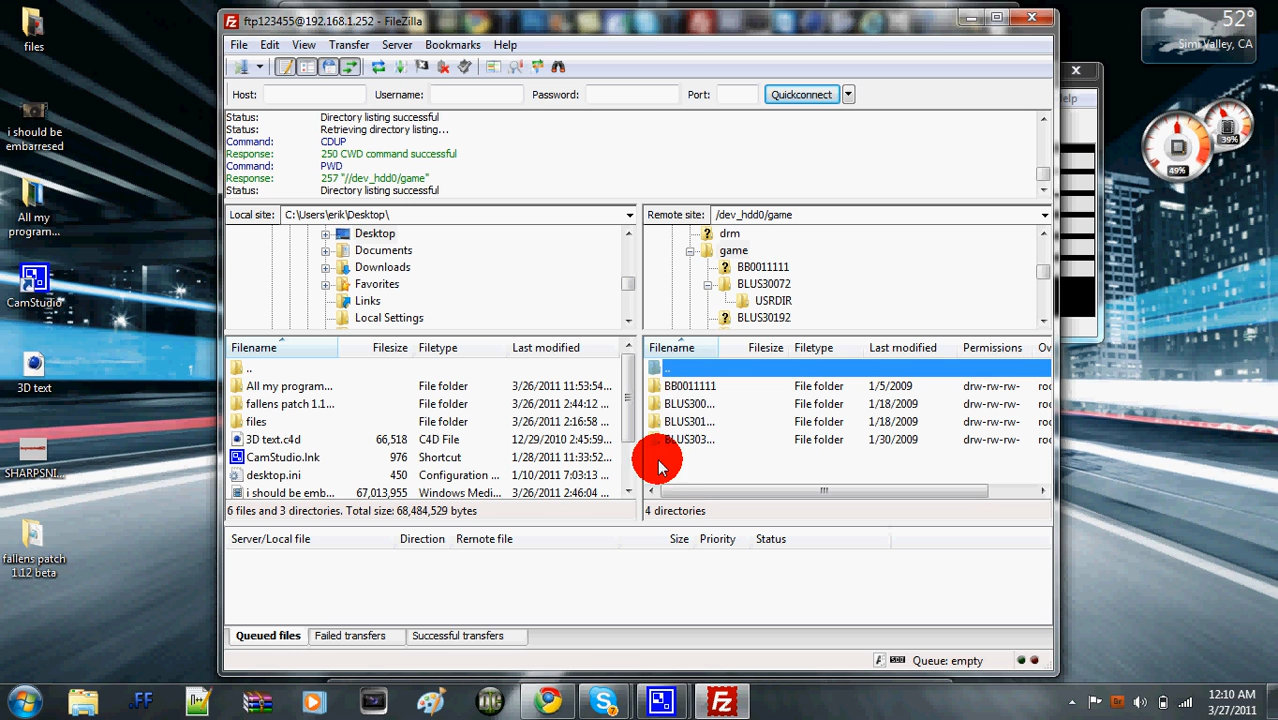 files
i should be
embarresed
All my
program...
CamStudio
3D text
SHARPSNI...
fallens patch
1.12 beta
ftp123455@192.168.1.252 - FileZilla
File Edit View Transfer Server Bookmarks Help
Host: Username: Password: Port: Quickconnect
Status: Directory listing successful
Status: Retrieving directory listing...
Command: CDUP
Response: 250 CWD command successful
Command: PWD
Response: 257 "//dev_hdd0/game"
Status: Directory listing successful
Local site: C:\Users\erik\Desktop\
Desktop
Documents
Downloads
Favorites
Links
Local Settings
Remote site: /dev_hdd0/game
drm
game
BB0011111
BLUS30072
USRDIR
BLUS30192
Filename Filesize Filetype Last modified
..
All my program... File folder 3/26/2011 11:53:54...
fallens patch 1.1... File folder 3/26/2011 2:44:12 ...
files File folder 3/26/2011 2:16:58 ...
3D text.c4d 66,518 C4D File 12/29/2010 2:45:59...
CamStudio.lnk 976 Shortcut 1/28/2011 11:33:52...
desktop.ini 450 Configuration ... 1/10/2011 7:03:13 ...
i should be emb... 67,013,955 Windows Medi... 3/26/2011 2:46:04 ...
6 files and 3 directories. Total size: 68,484,529 bytes
Filename Filesize Filetype Last modified Permissions Ow
..
BB0011111 File folder 1/5/2009 drw-rw-rw- roo
BLUS300... File folder 1/18/2009 drw-rw-rw- roo
BLUS301... File folder 1/18/2009 drw-rw-rw- roo
BLUS303... File folder 1/30/2009 drw-rw-rw- roo
4 directories
Server/Local file Direction Remote file Size Priority Status
Queued files Failed transfers Successful transfers
Queue: empty
52°
Simi Valley, CA
39%
49%
Help
.FF
12:10 AM
3/27/2011